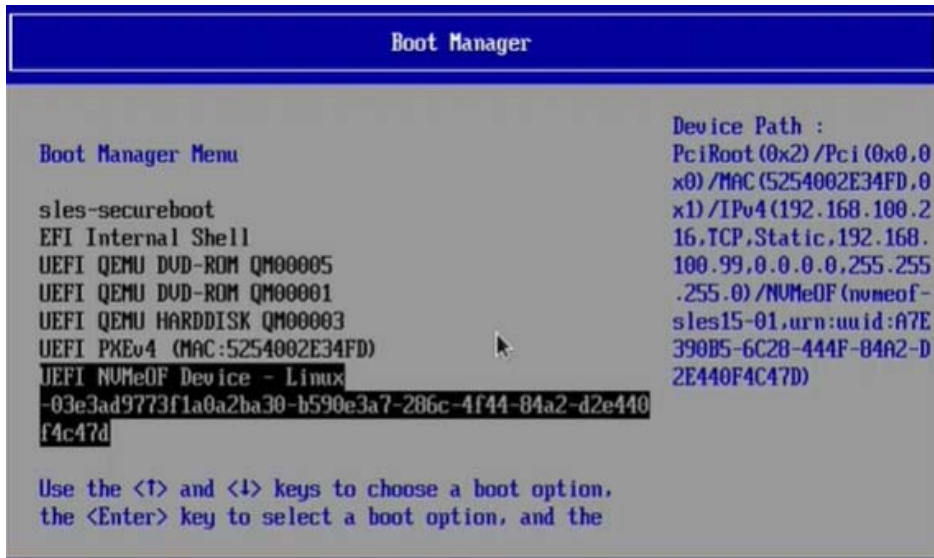 Boot Manager
Boot Manager Menu
sles-secureboot
EFI Internal Shell
UEFI QEMU DVD-ROM QM00005
UEFI QEMU DVD-ROM QM00001
UEFI QEMU HARDDISK QM00003
UEFI PXEv4 (MAC:5254002E34FD)
UEFI NVMeOF Device - Linux
-03e3ad9773f1a0a2ba30-b590e3a7-286c-4f44-84a2-d2e440
f4c47d
Use the <↑> and <↓> keys to choose a boot option,
the <Enter> key to select a boot option, and the
Device Path :
PciRoot(0x2)/Pci(0x0,0
x0)/MAC(5254002E34FD,0
x1)/IPv4(192.168.100.2
16,TCP,Static,192.168.
100.99,0.0.0.0,255.255
.255.0)/NVMeOF(nvmeof-
sles15-01,urn:uuid:A7E
390B5-6C28-444F-84A2-D
2E440F4C47D)